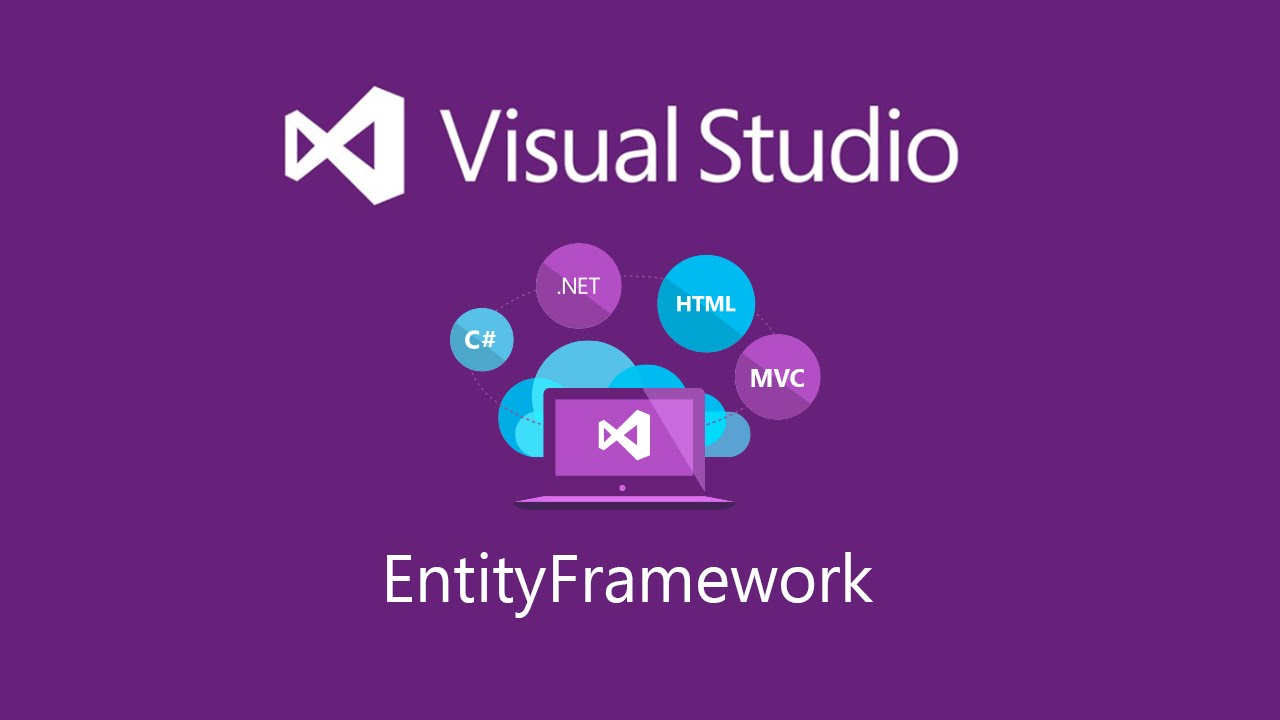 Visual Studio
.NET
HTML
C#
MVC
EntityFramework